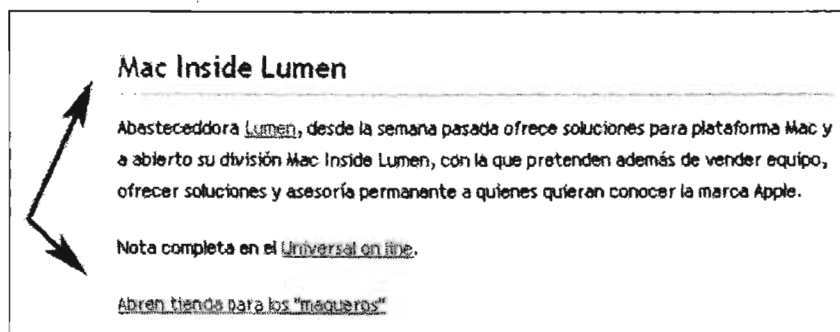 Mac Inside Lumen
Abasteceddora Lumen, desde la semana pasada ofrece soluciones para plataforma Mac y
a abierto su división Mac Inside Lumen, con la que pretenden además de vender equipo,
ofrecer soluciones y asesoría permanante a quienes quieran conocer la marca Apple.
Nota completa en el Universal on line.
Abren tienda para los "maqueros"